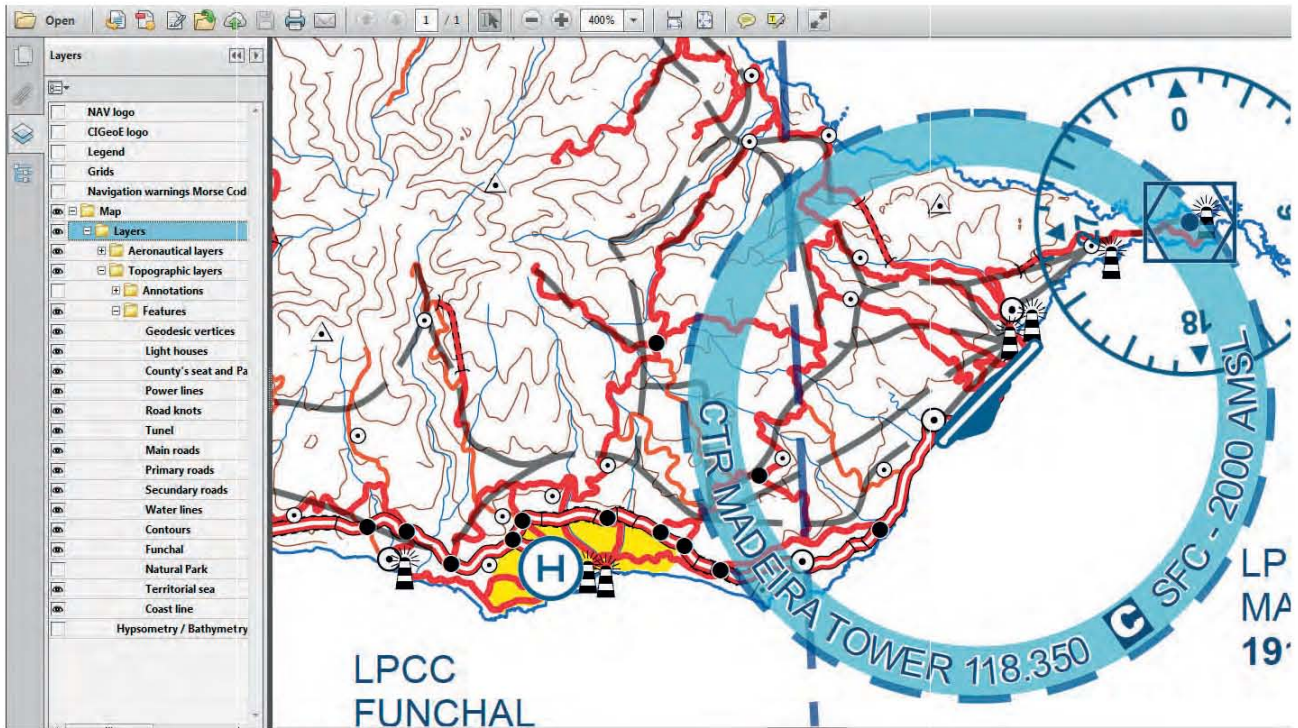 Open
1 / 1
400%
Layers
NAV logo
CIGeoE logo
Legend
Grids
Navigation warnings Morse Cod
Map
Layers
Aeronautical layers
Topographic layers
Annotations
Features
Geodesic vertices
Light houses
County's seat and Pa
Power lines
Road knots
Tunel
Main roads
Primary roads
Secundary roads
Water lines
Contours
Funchal
Natural Park
Territorial sea
Coast line
Hypsometry / Bathymetry
0
9
27
18
CTR MADEIRA TOWER 118.350 C SFC - 2000 AMSL
H
LPCC
FUNCHAL
LP
MA
19